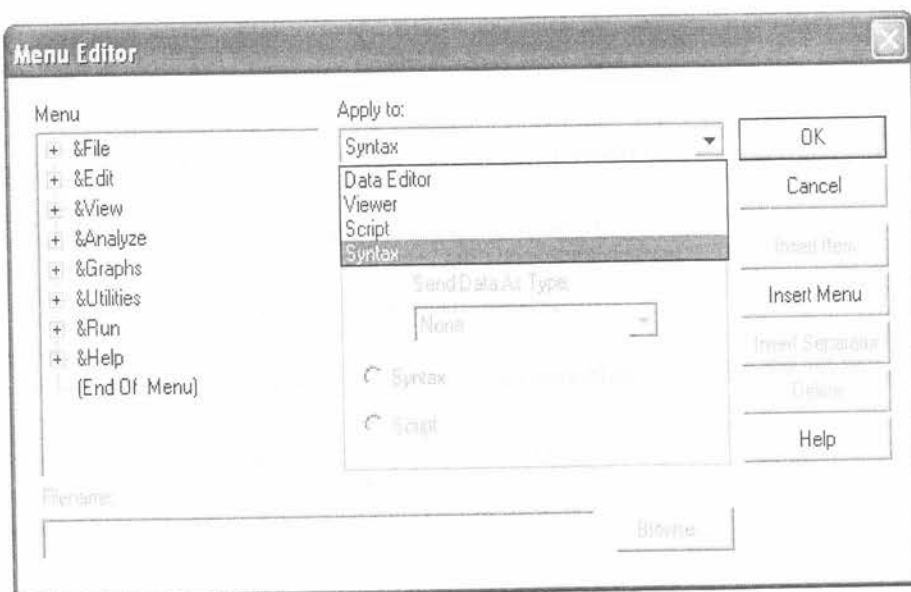 Menu Editor
Menu
+ &File
+ &Edit
+ &View
+ &Analyze
+ &Graphs
+ &Utilities
+ &Run
+ &Help
(End Of Menu)
Apply to:
Syntax
Data Editor
Viewer
Script
Syntax
Send Data As Type:
None
Syntax
Script
OK
Cancel
Insert Item
Insert Menu
Insert Separator
Delete
Help
Filename:
Browse...